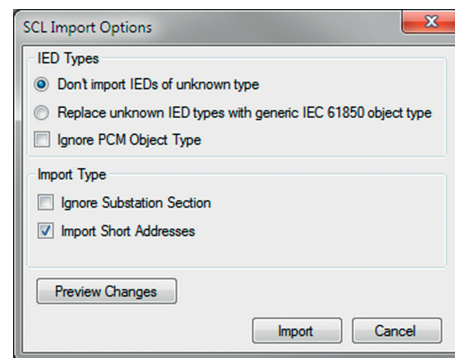 SCL Import Options
IED Types
Don't import IEDs of unknown type
Replace unknown IED types with generic IEC 61850 object type
Ignore PCM Object Type
Import Type
Ignore Substation Section
Import Short Addresses
Preview Changes
Import Cancel